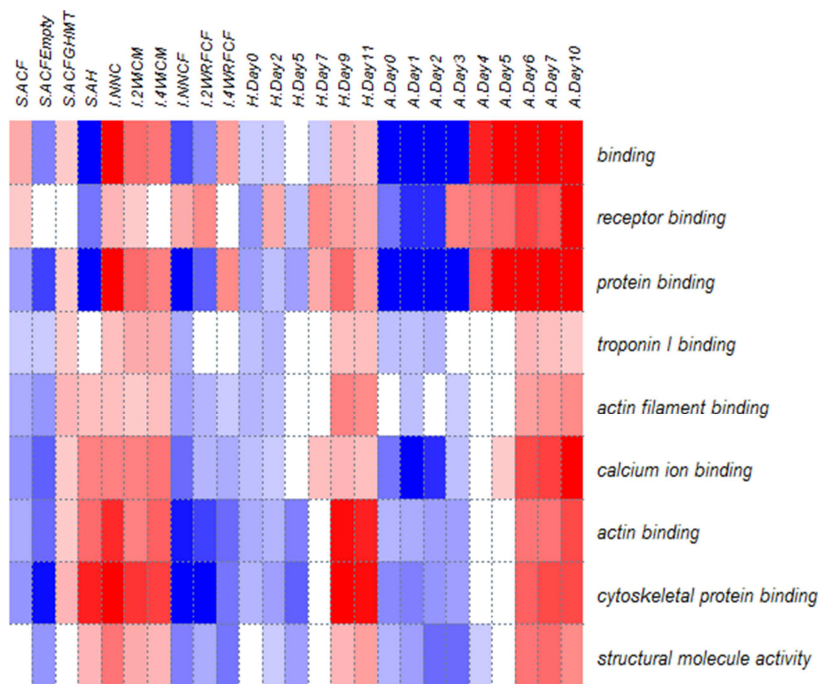 S.ACF
S.ACFEmpty
S.ACFGHMT
S.AH
I.NNC
I.2WCM
I.4WCM
I.NNCF
I.2WRFCF
I.4WRFCF
H.Day0
H.Day2
H.Day5
H.Day7
H.Day9
H.Day11
A.Day0
A.Day1
A.Day2
A.Day3
A.Day4
A.Day5
A.Day6
A.Day7
A.Day10
binding
receptor binding
protein binding
troponin I binding
actin filament binding
calcium ion binding
actin binding
cytoskeletal protein binding
structural molecule activity